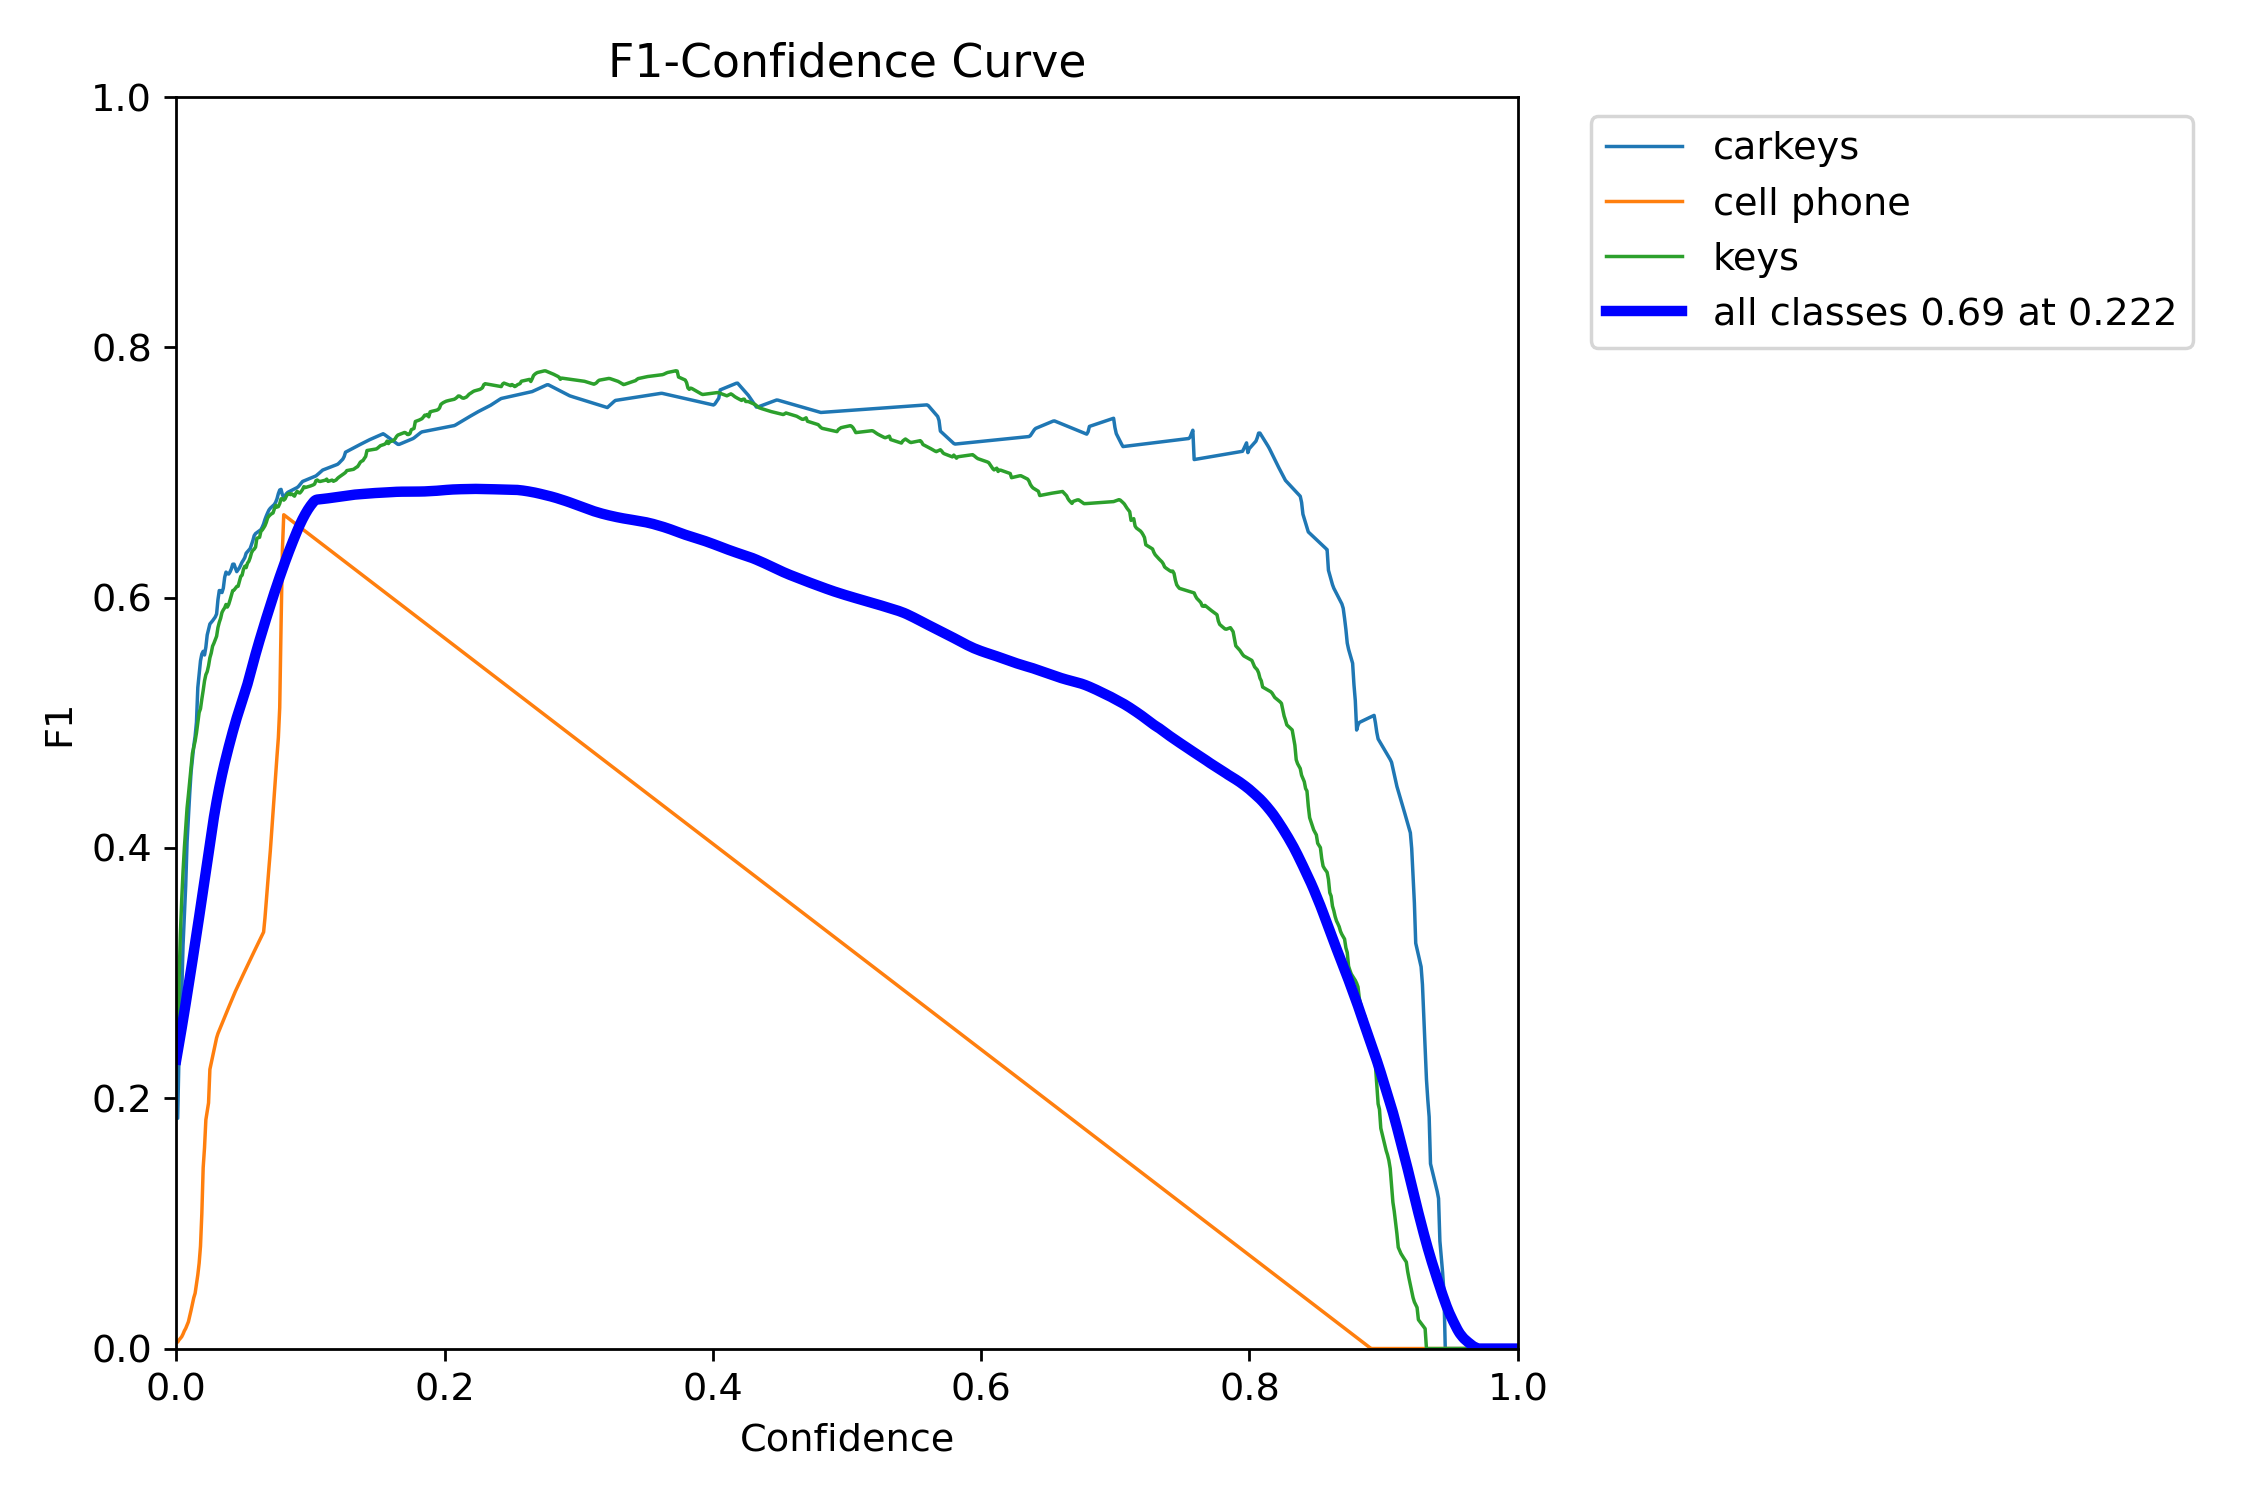 F1-Confidence Curve
1.0
0.8
0.6
0.4
0.2
0.0
F1
0.0 0.2 0.4 0.6 0.8 1.0
Confidence
carkeys
cell phone
keys
all classes 0.69 at 0.222